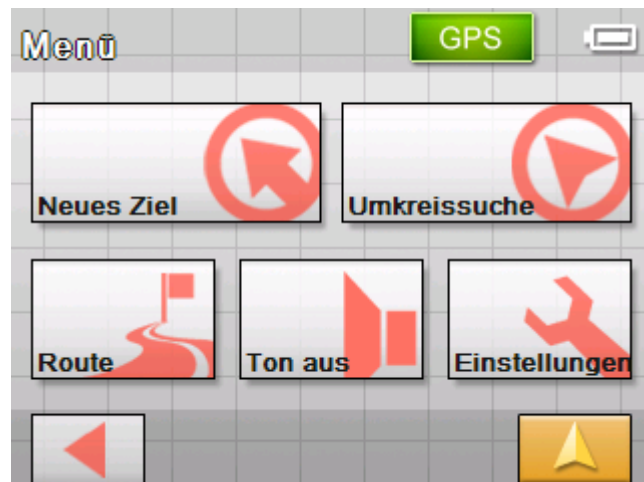 Menü
GPS
Neues Ziel
Umkreissuche
Route
Ton aus
Einstellungen